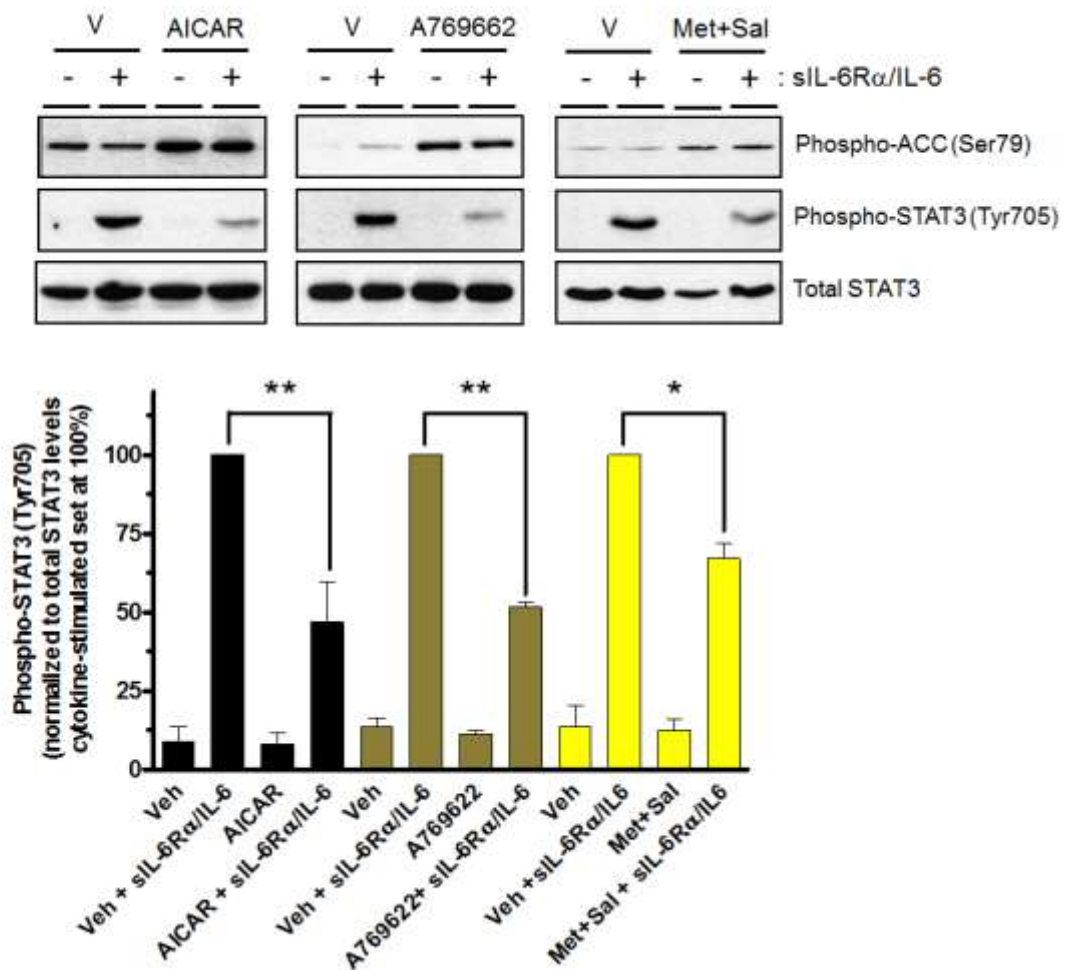 V AICAR V A769662 V Met+Sal
- + - + - + - + - + - + : sIL-6Rα/IL-6
Phospho-ACC (Ser79)
Phospho-STAT3 (Tyr705)
Total STAT3
Phospho-STAT3 (Tyr705)
(normalized to total STAT3 levels
cytokine-stimulated set at 100%)
** ** *
100
75
50
25
0
Veh
Veh + sIL-6Rα/IL-6
AICAR
AICAR + sIL-6Rα/IL-6
Veh
Veh + sIL-6Rα/IL-6
A769622
A769622+ sIL-6Rα/IL-6
Veh
Veh +sIL-6Rα/IL6
Met+Sal
Met+Sal + sIL-6Rα/IL6